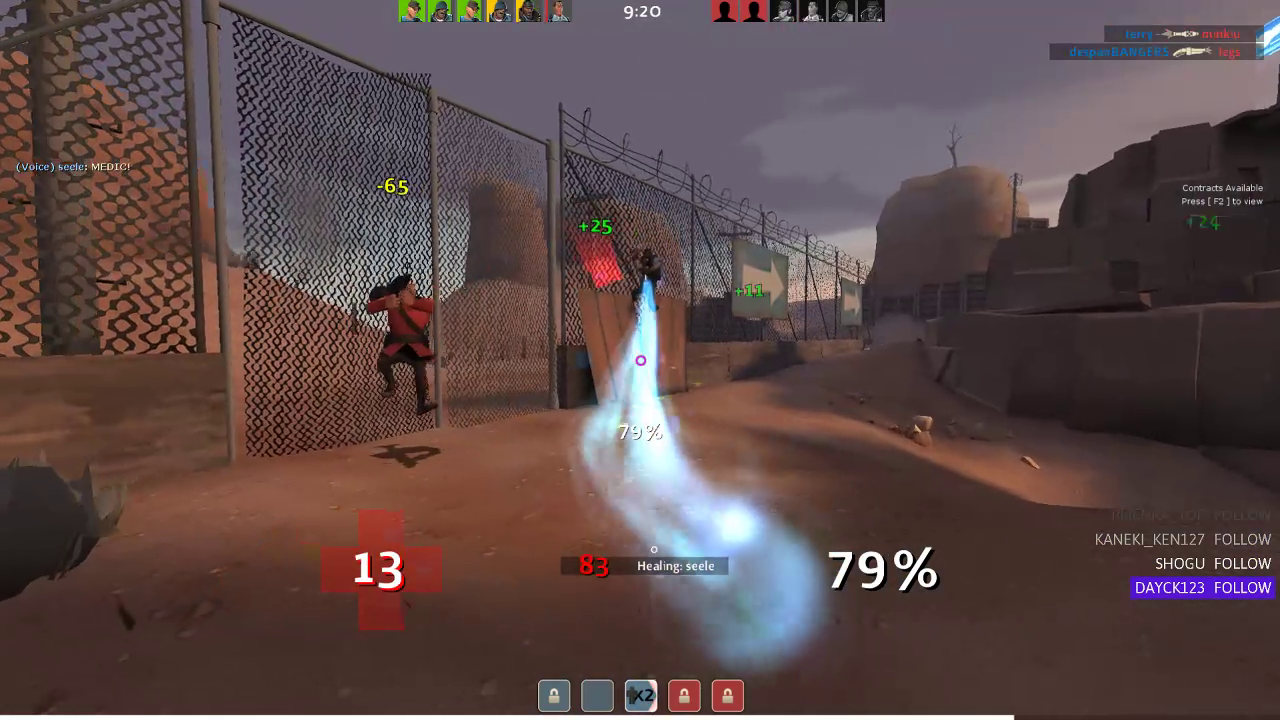 9:20
terry munkiu
despairBANGERS legs
(Voice) seele: MEDIC!
-65
Contracts Available
Press [ F2 ] to view
+24
+25
+11
79%
KANEKI_KEN127 FOLLOW
SHOGU FOLLOW
DAYCK123 FOLLOW
13
83 Healing: seele
79%
X2